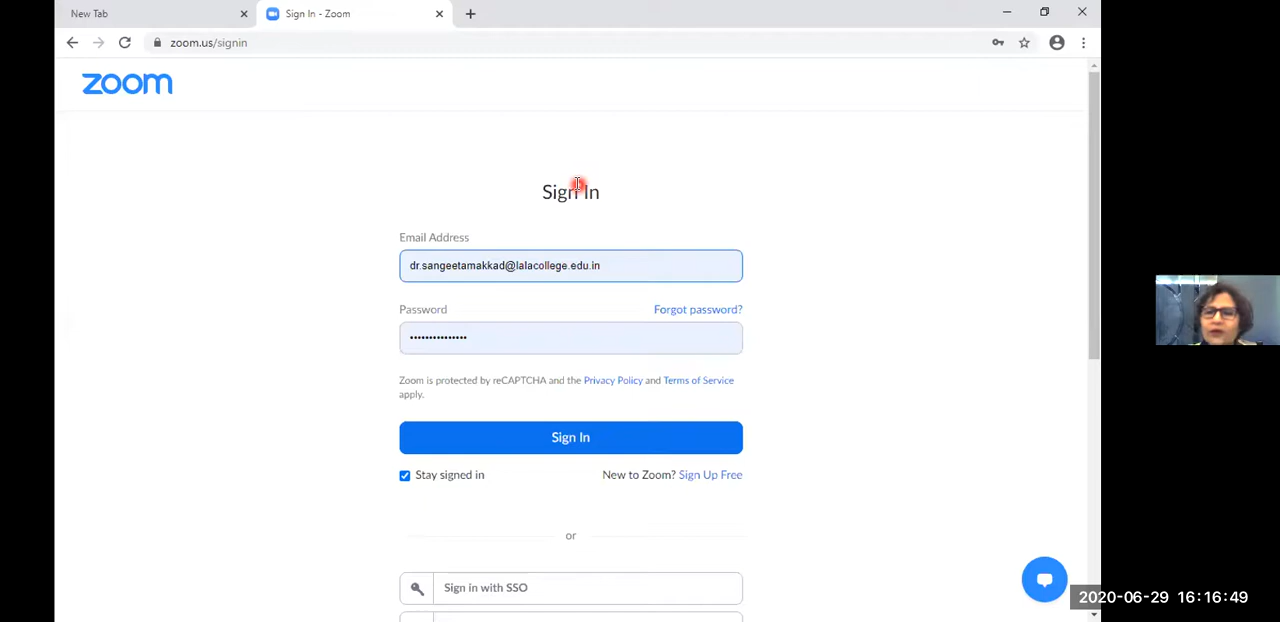 New Tab
Sign In - Zoom
zoom.us/signin
zoom
Sign In
Email Address
dr.sangeetamakkad@lalacollege.edu.in
Password
Forgot password?
•••••••••••••••
Zoom is protected by reCAPTCHA and the Privacy Policy and Terms of Service
apply.
Sign In
Stay signed in
New to Zoom? Sign Up Free
or
Sign in with SSO
2020-06-29 16:16:49